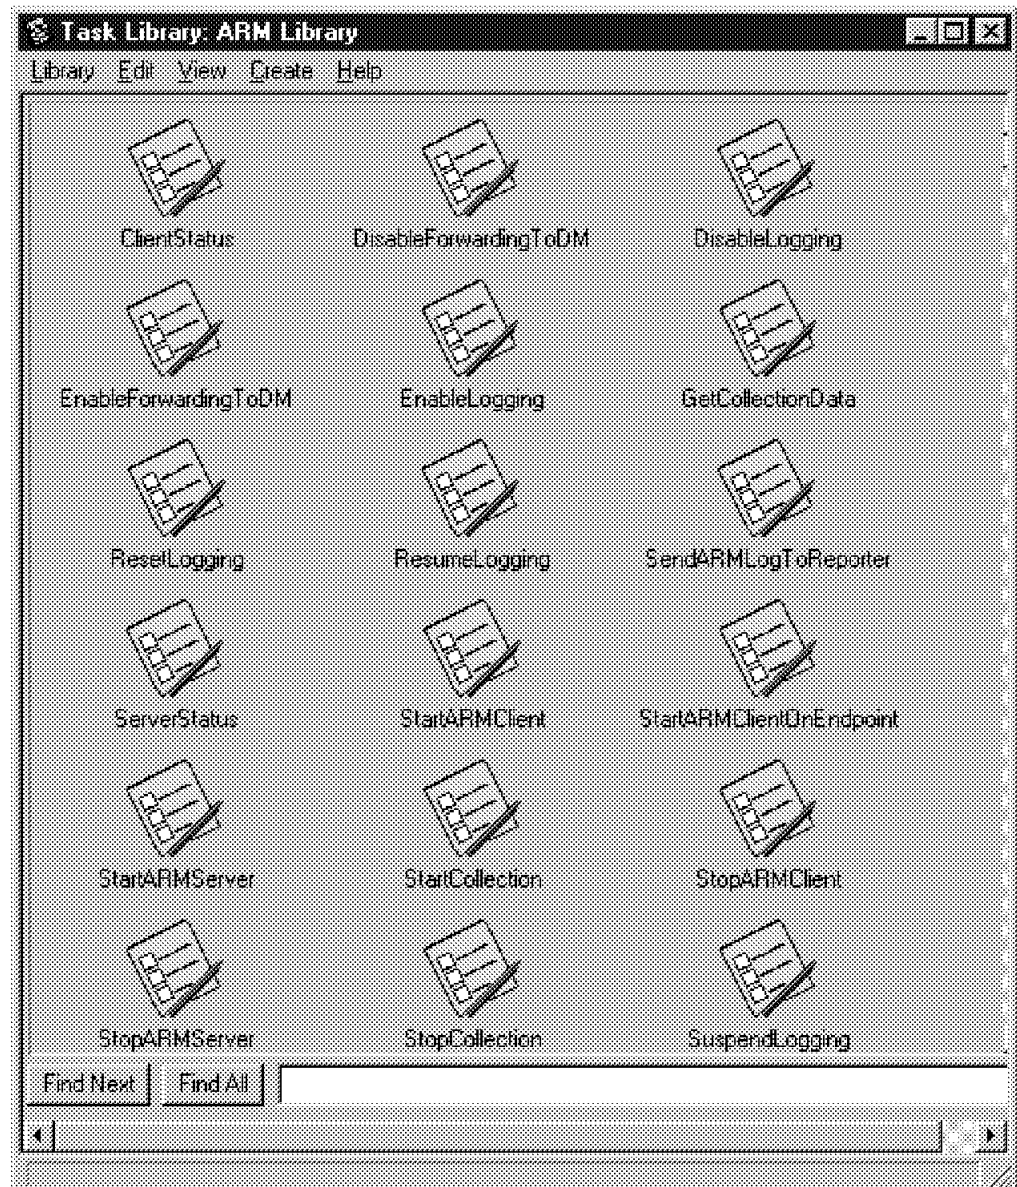 Task Library: ARM Library
Library Edit View Create Help
ClientStatus DisableForwardingToDM DisableLogging
EnableForwardingToDM EnableLogging GetCollectionData
ResetLogging ResumeLogging SendARMLogToReporter
ServerStatus StartARMClient StartARMClientOnEndpoint
StartARMServer StartCollection StopARMClient
StopARMServer StopCollection SuspendLogging
Find Next Find All